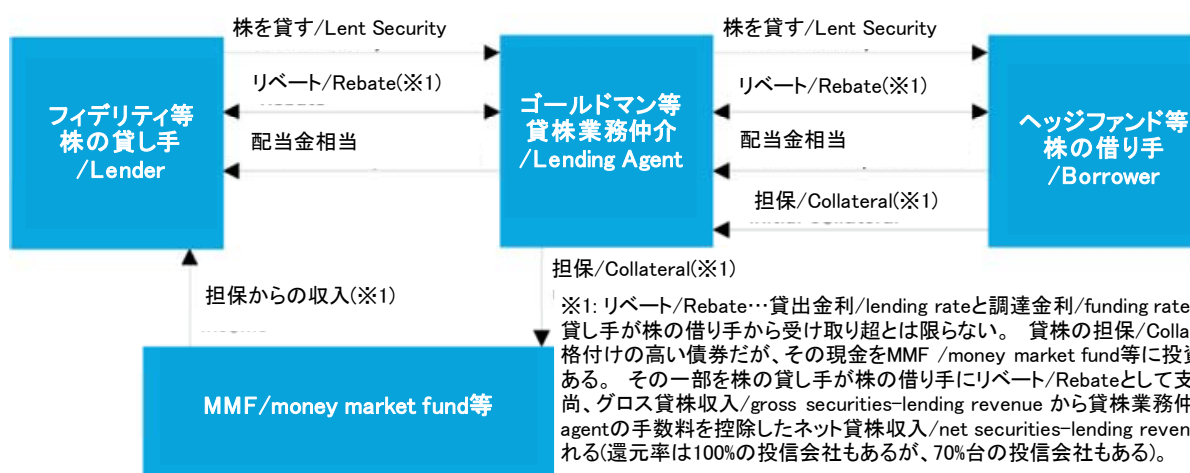 株を貸す/Lent Security
株を貸す/Lent Security
リベート/Rebate(※1)
リベート/Rebate(※1)
フィデリティ等
株の貸し手
/Lender
ゴールドマン等
貸株業務仲介
/Lending Agent
ヘッジファンド等
株の借り手
/Borrower
配当金相当
配当金相当
担保/Collateral(※1)
担保/Collateral(※1)
担保からの収入(※1)
MMF/money market fund等
※1: リベート/Rebate…貸出金利/lending rateと調達金利/funding rate
貸し手が株の借り手から受け取り超とは限らない。 貸株の担保/Colla
格付けの高い債券だが、その現金をMMF /money market fund等に投資
ある。 その一部を株の貸し手が株の借り手にリベート/Rebateとして支
尚、グロス貸株収入/gross securities-lending revenue から貸株業務仲
agentの手数料を控除したネット貸株収入/net securities-lending reven
れる(還元率は100%の投信会社もあるが、70%台の投信会社もある)。